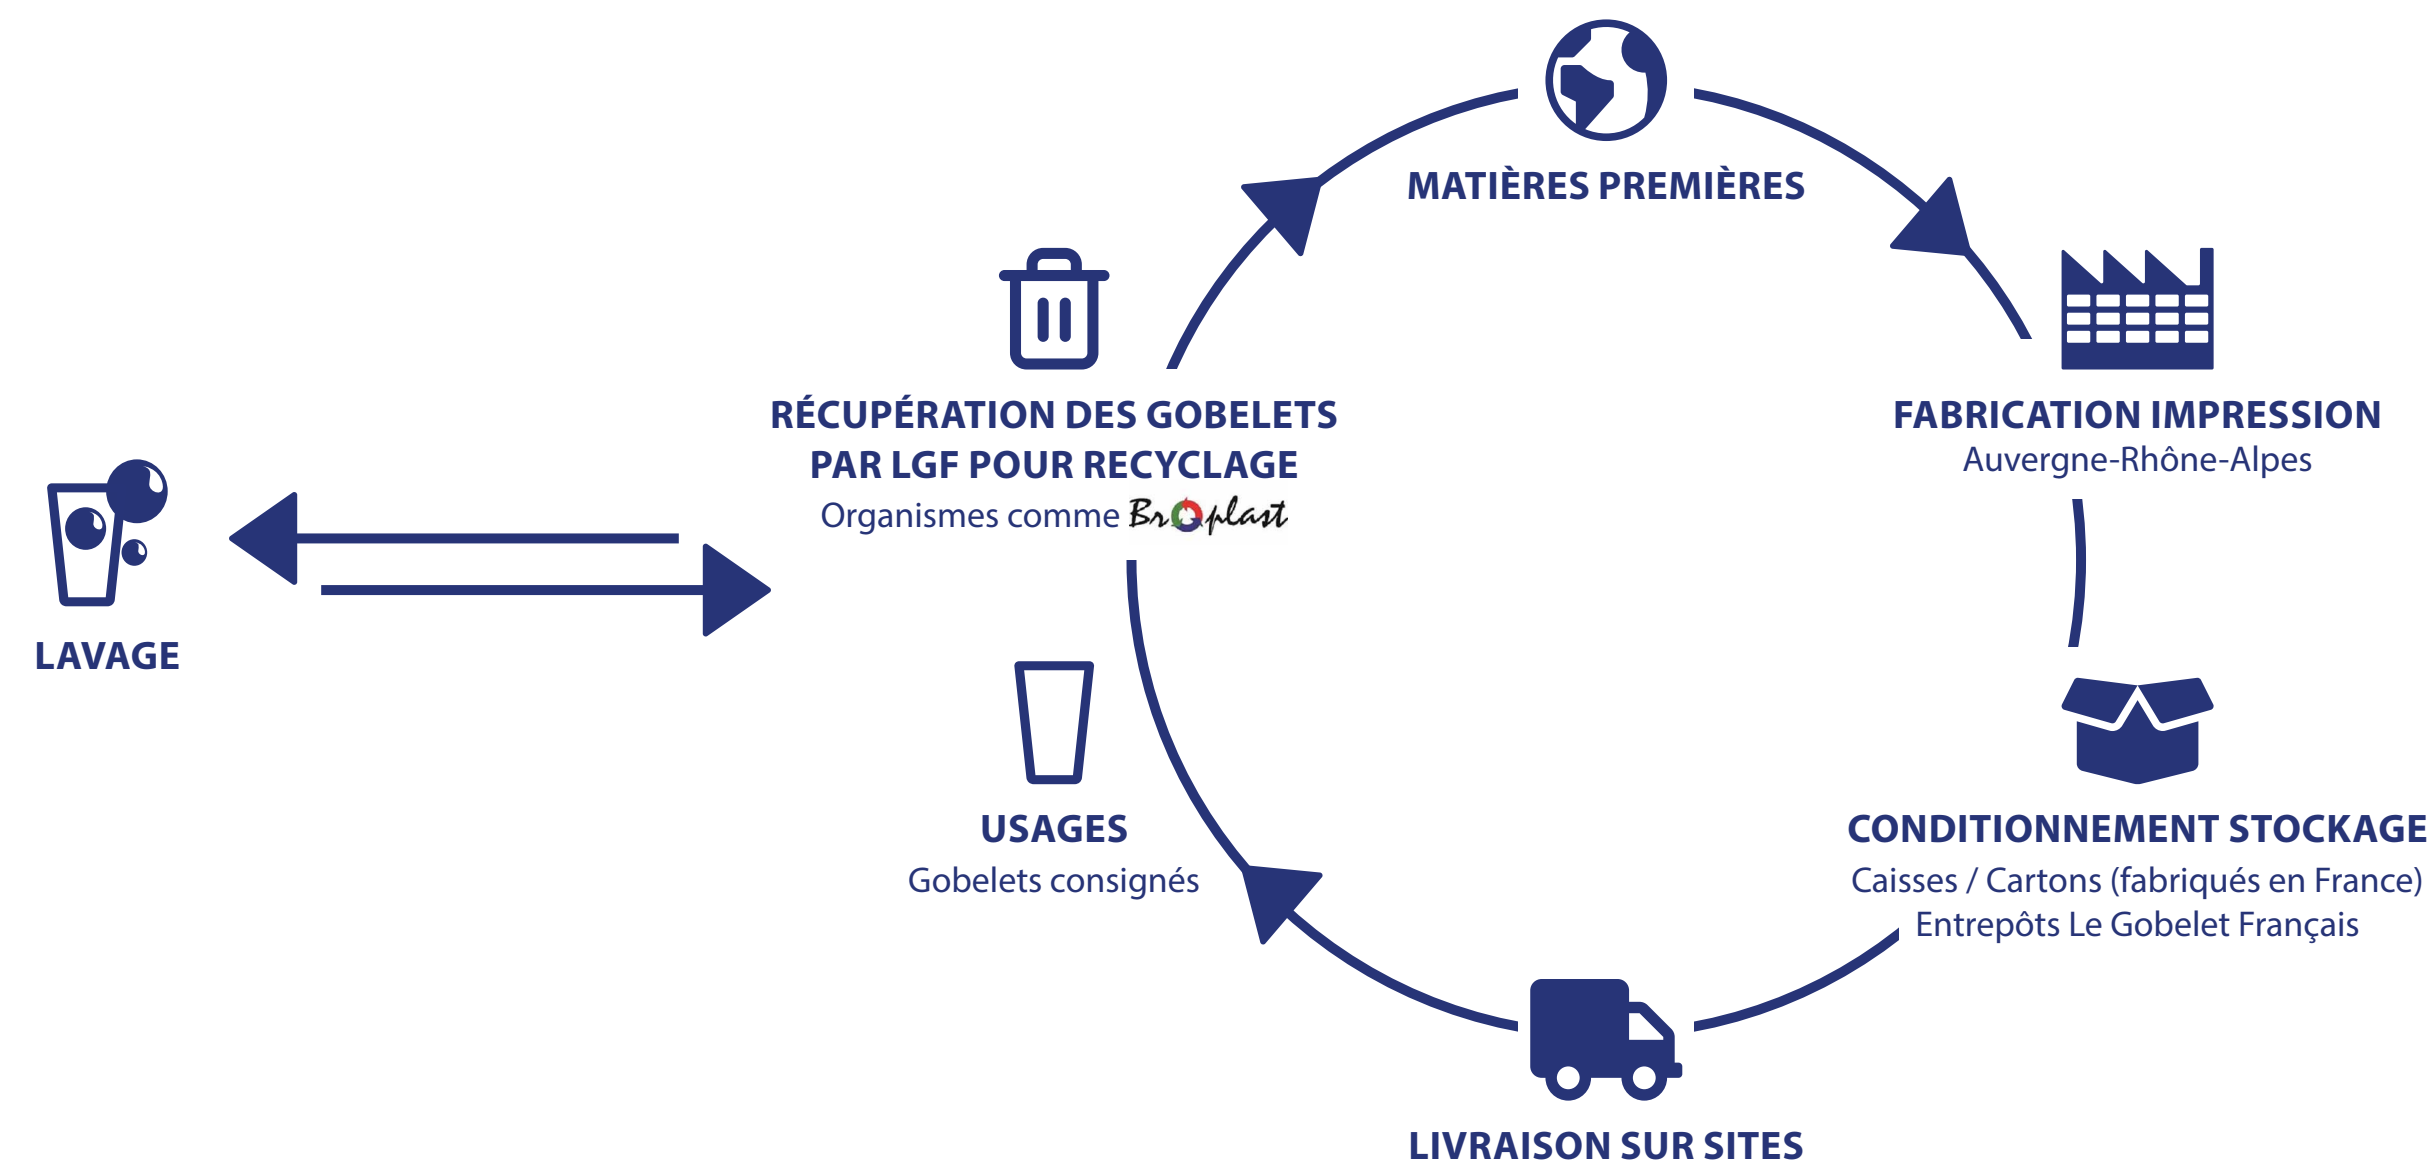 MATIÈRES PREMIÈRES
FABRICATION IMPRESSION
Auvergne-Rhône-Alpes
CONDITIONNEMENT STOCKAGE
Caisses / Cartons (fabriqués en France)
Entrepôts Le Gobelet Français
LIVRAISON SUR SITES
USAGES
Gobelets consignés
RÉCUPÉRATION DES GOBELETS
PAR LGF POUR RECYCLAGE
Organismes comme Broplast
LAVAGE